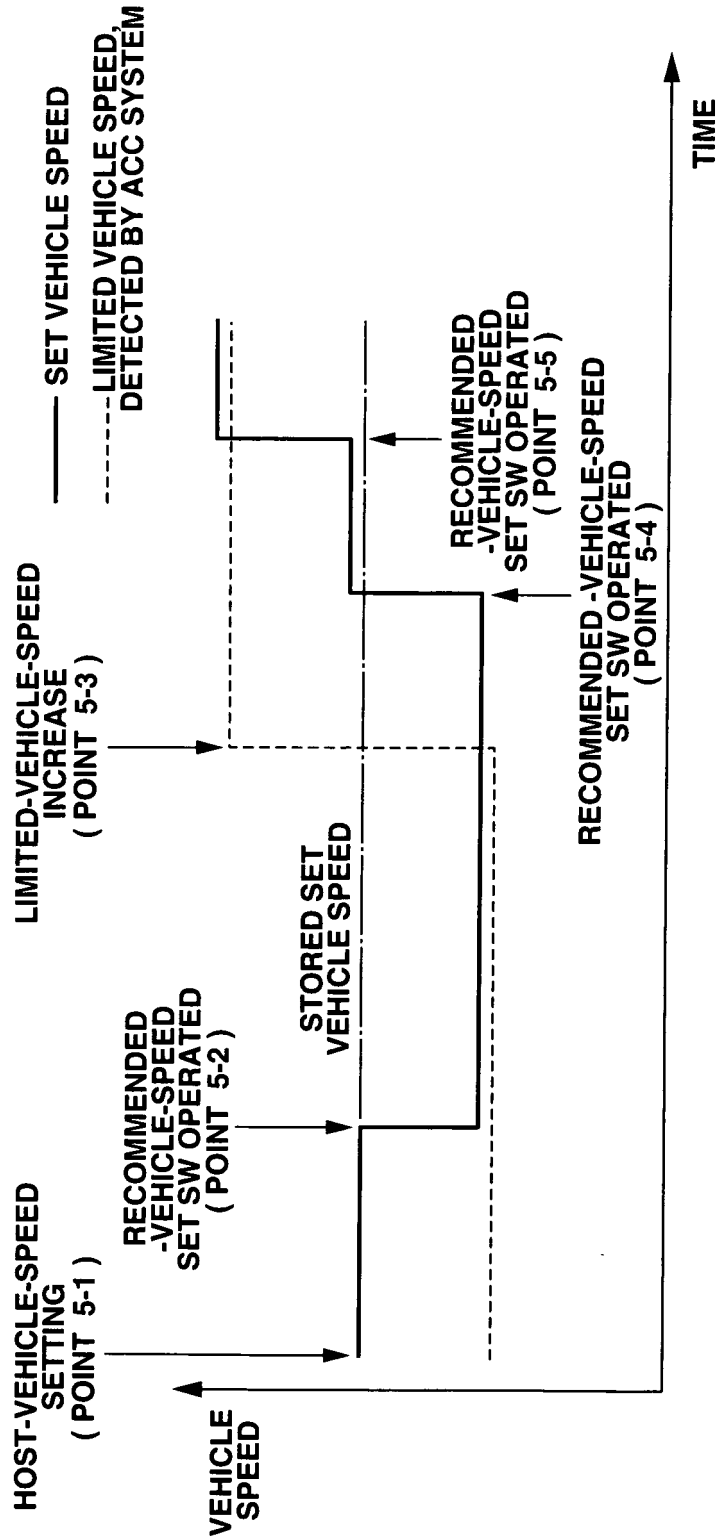 HOST-VEHICLE-SPEED
SETTING
( POINT 5-1 )
RECOMMENDED
-VEHICLE-SPEED
SET SW OPERATED
( POINT 5-2 )
LIMITED-VEHICLE-SPEED
INCREASE
( POINT 5-3 )
SET VEHICLE SPEED
LIMITED VEHICLE SPEED,
DETECTED BY ACC SYSTEM
VEHICLE
SPEED
STORED SET
VEHICLE SPEED
RECOMMENDED
-VEHICLE-SPEED
SET SW OPERATED
( POINT 5-5 )
RECOMMENDED -VEHICLE-SPEED
SET SW OPERATED
( POINT 5-4 )
TIME